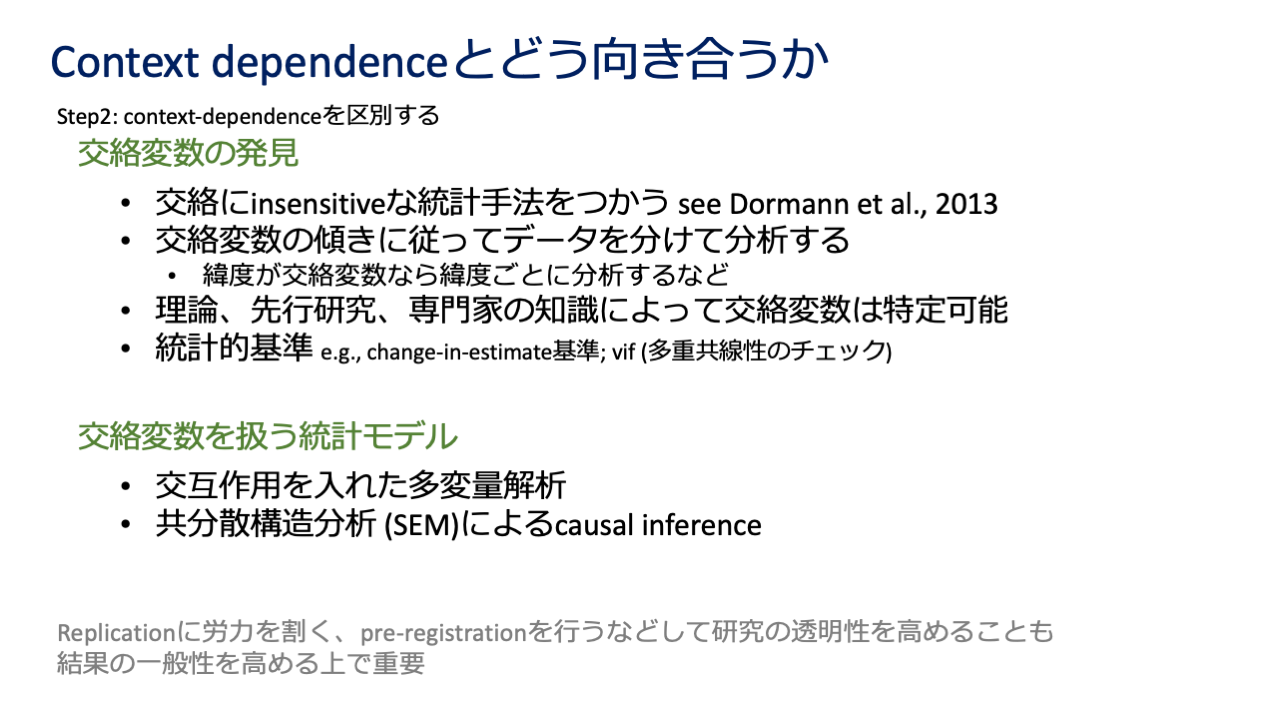 Context dependenceとどう向き合うか
Step2: context-dependenceを区別する
交絡変数の発見
• 交絡にinsensitiveな統計手法をつかう see Dormann et al., 2013
• 交絡変数の傾きに従ってデータを分けて分析する
• 緯度が交絡変数なら緯度ごとに分析するなど
• 理論、先行研究、専門家の知識によって交絡変数は特定可能
• 統計的基準 e.g., change-in-estimate基準; vif (多重共線性のチェック)
交絡変数を扱う統計モデル
• 交互作用を入れた多変量解析
• 共分散構造分析 (SEM)によるcausal inference
Replicationに労力を割く、pre-registrationを行うなどして研究の透明性を高めることも
結果の一般性を高める上で重要